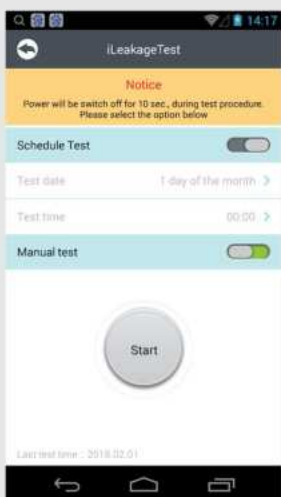 14:17
iLeakageTest
Notice
Power will be switch off for 10 sec., during test procedure.
Please select the option below
Schedule Test
Test date 1 day of the month >
Test time 00:00 >
Manual test
Start
Last test time : 2018.02.01